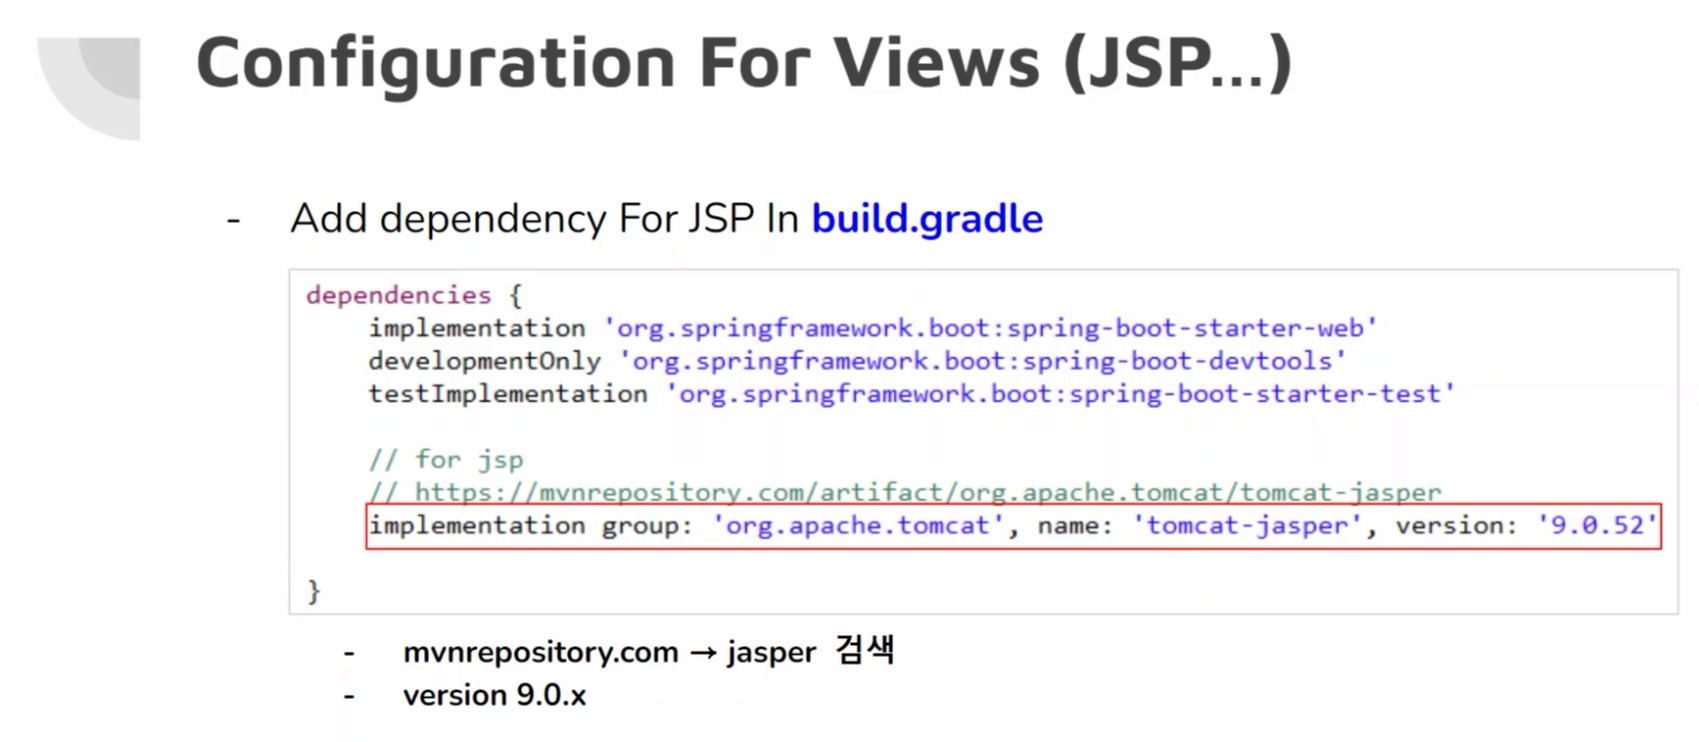 Configuration For Views (JSP...)
- Add dependency For JSP In build.gradle
dependencies {
implementation 'org.springframework.boot:spring-boot-starter-web'
developmentOnly 'org.springframework.boot:spring-boot-devtools'
testImplementation 'org.springframework.boot:spring-boot-starter-test'
// for jsp
// https://mvnrepository.com/artifact/org.apache.tomcat/tomcat-jasper
implementation group: 'org.apache.tomcat', name: 'tomcat-jasper', version: '9.0.52'
}
- mvnrepository.com → jasper 검색
- version 9.0.x